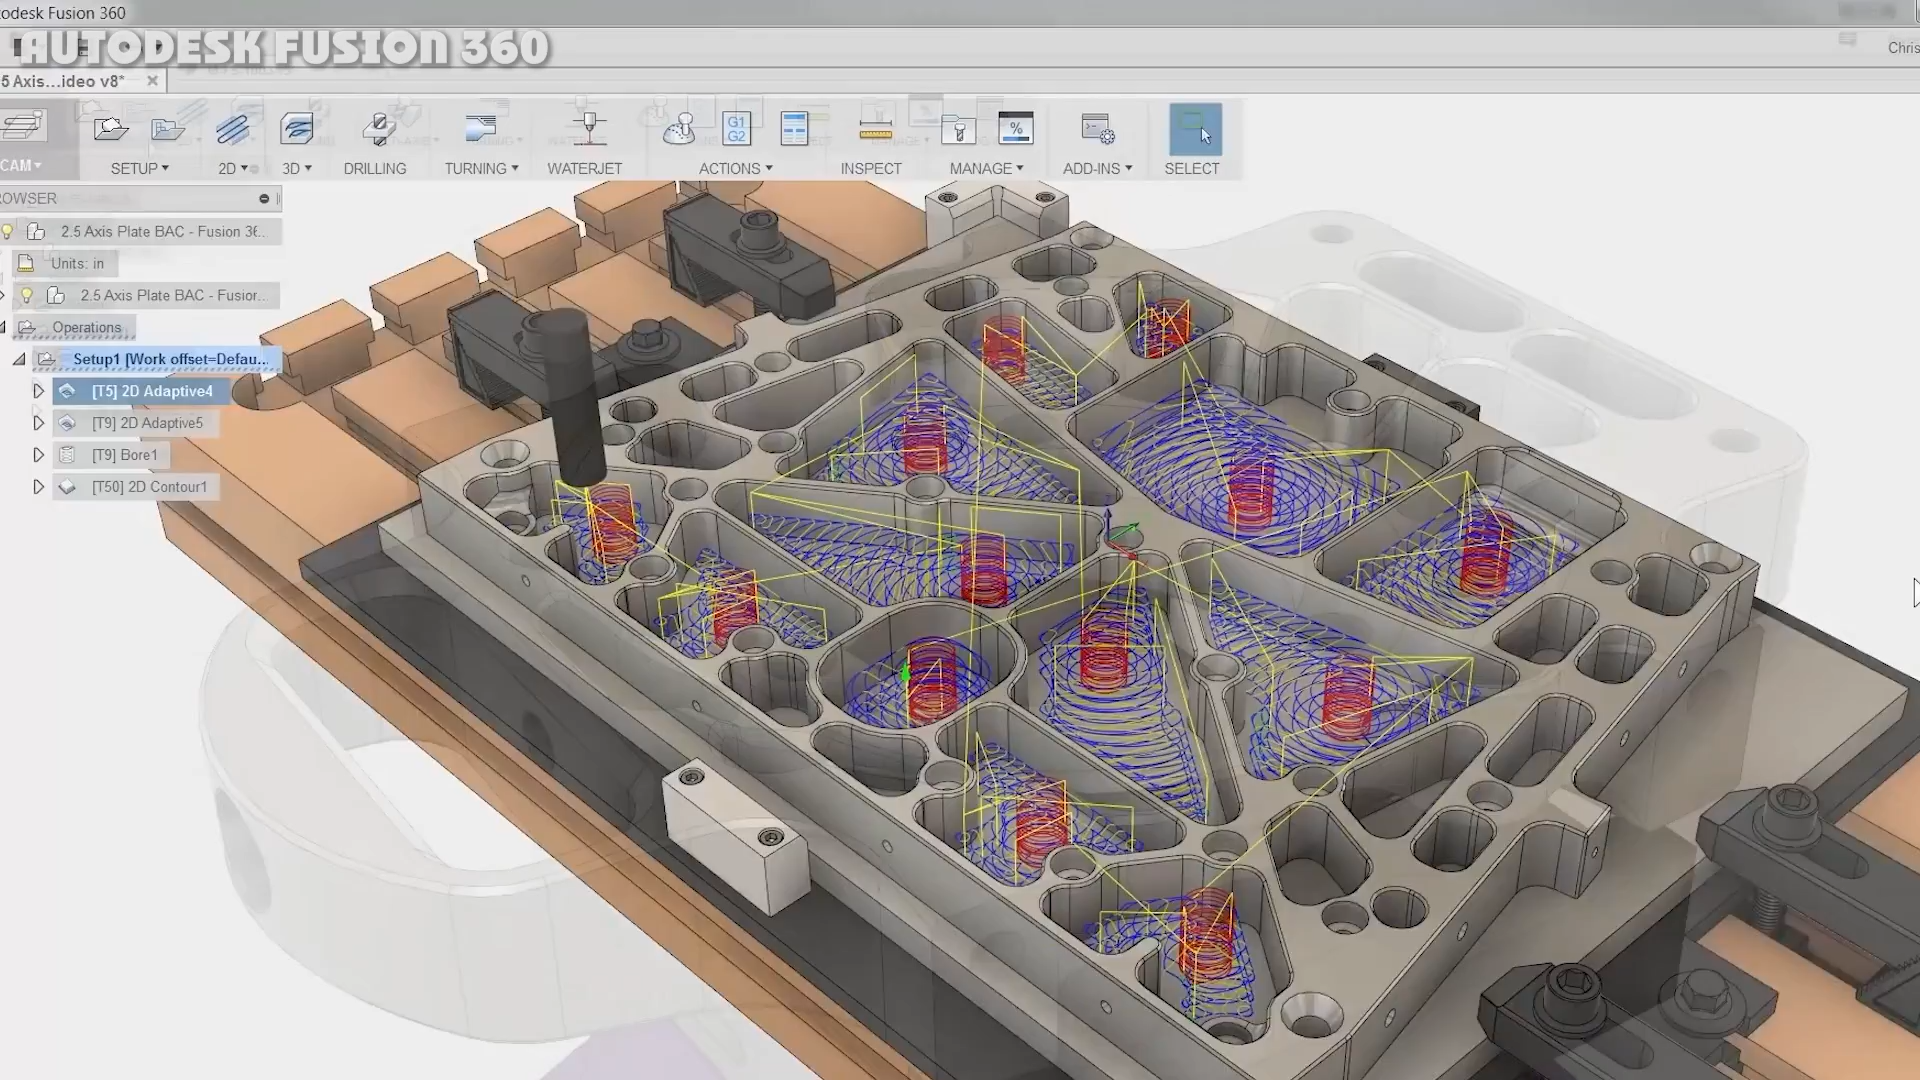 odesk Fusion 360
AUTODESK FUSION 360
Chris
5 Axis...ideo v8*
G1
G2
%
CAM
SETUP
2D
3D
DRILLING
TURNING
WATERJET
ACTIONS
INSPECT
MANAGE
ADD-INS
SELECT
ROWSER
2.5 Axis Plate BAC - Fusion 36...
Units: in
2.5 Axis Plate BAC - Fusior...
Operations
Setup1 [Work offset=Defau...
[T5] 2D Adaptive4
[T9] 2D Adaptive5
[T9] Bore1
[T50] 2D Contour1